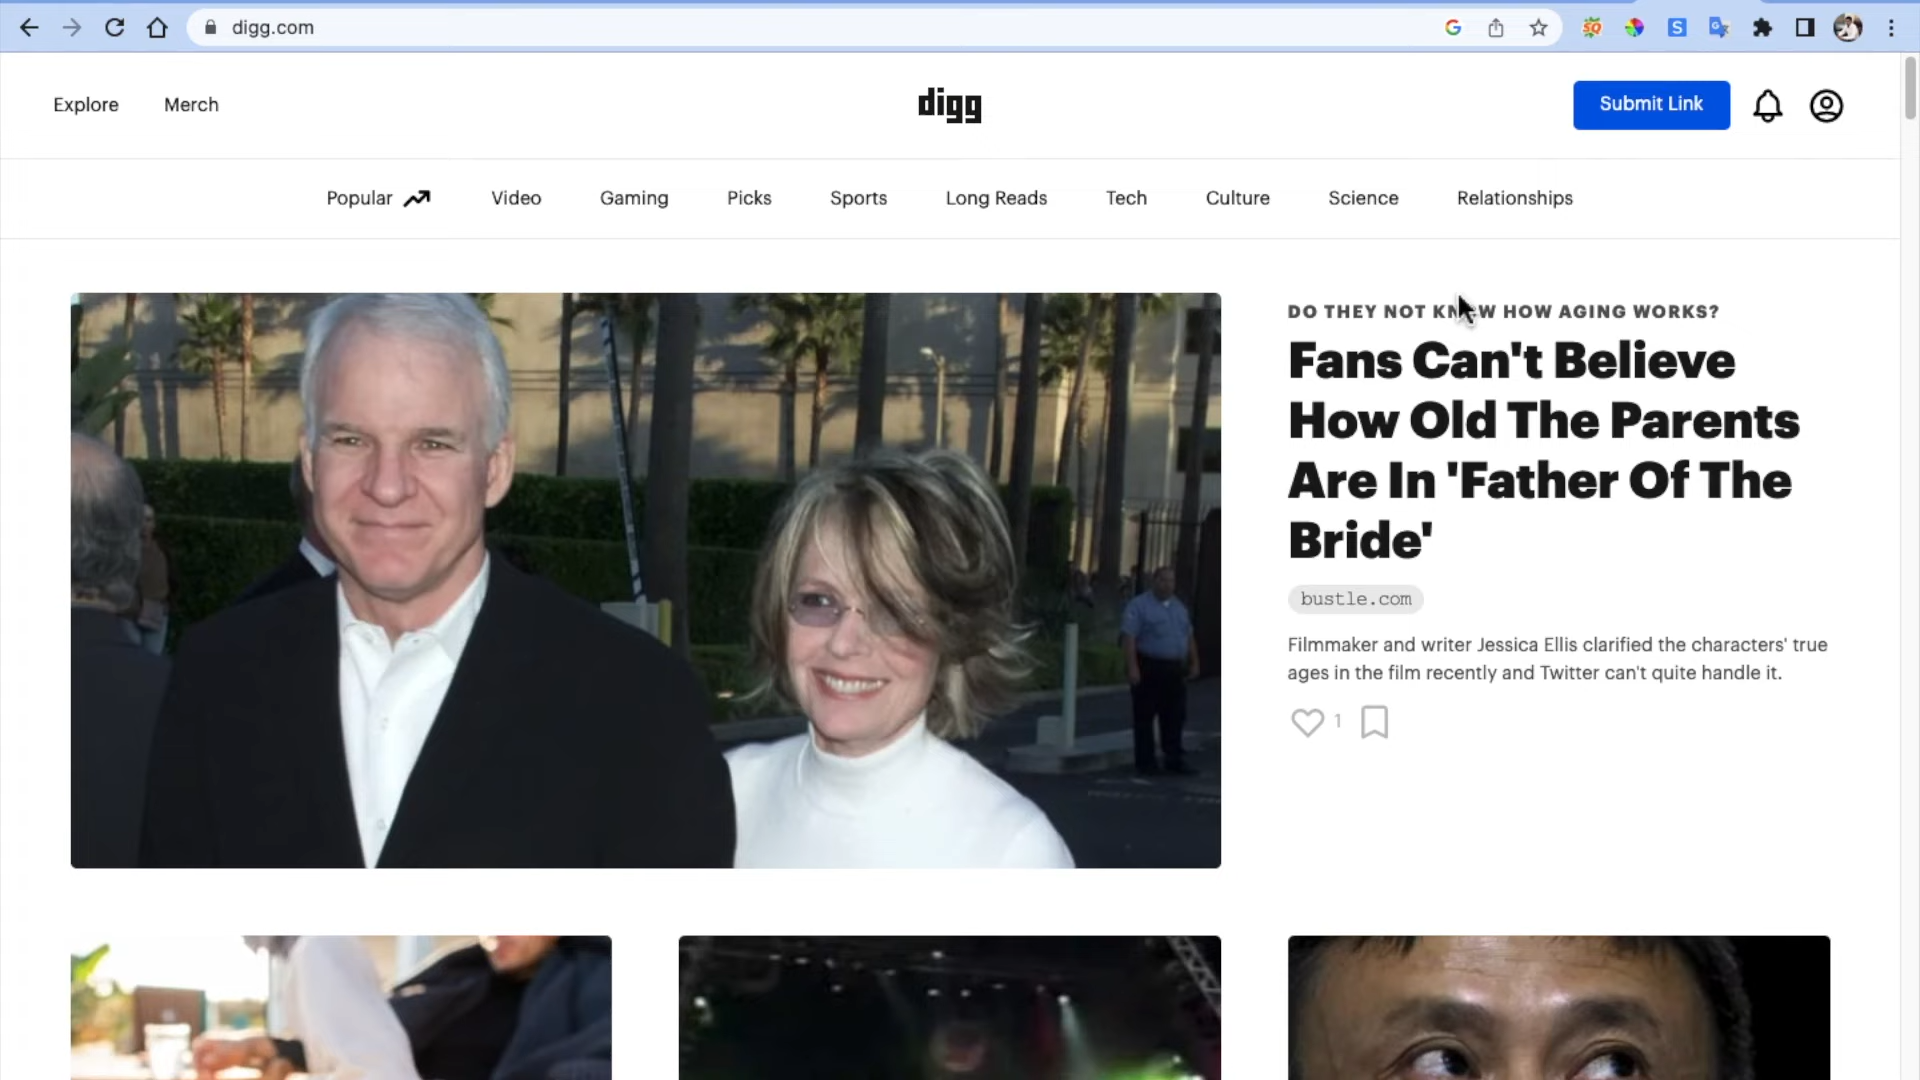 digg.com
Explore
Merch
digg
Submit Link
Popular
Video
Gaming
Picks
Sports
Long Reads
Tech
Culture
Science
Relationships
DO THEY NOT KNOW HOW AGING WORKS?
Fans Can't Believe
How Old The Parents
Are In 'Father Of The
Bride'
bustle.com
Filmmaker and writer Jessica Ellis clarified the characters' true
ages in the film recently and Twitter can't quite handle it.
1